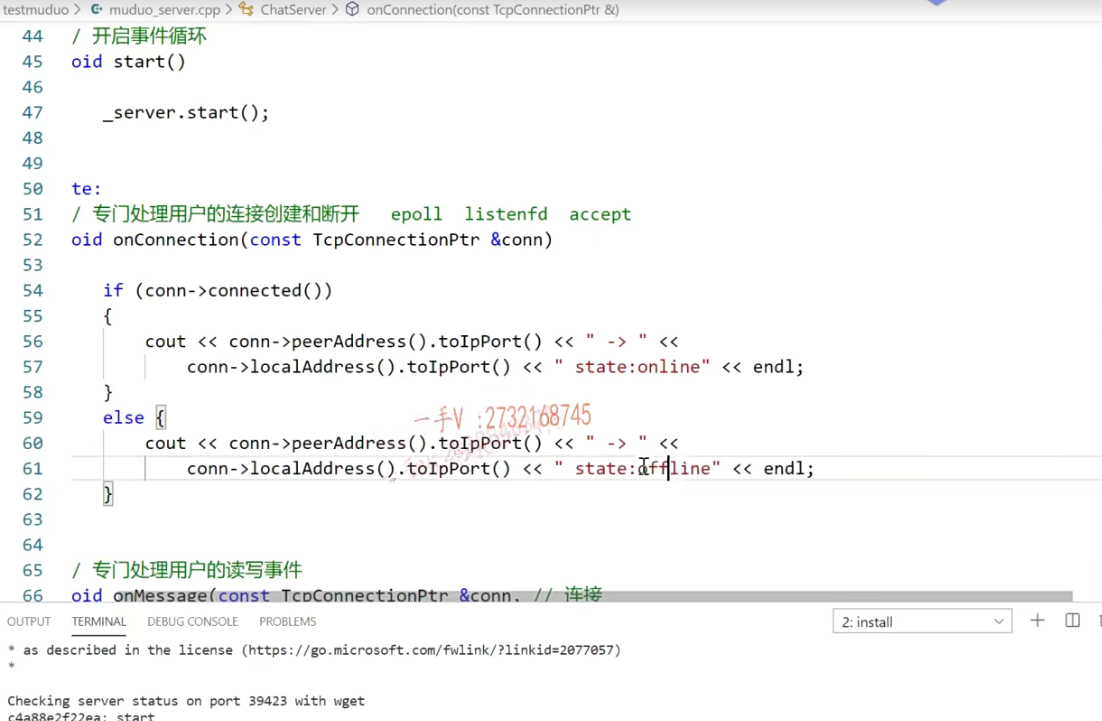 testmuduo > muduo_server.cpp > ChatServer > onConnection(const TcpConnectionPtr &)
44 / 开启事件循环
45 oid start()
46
47 _server.start();
48
49
50 te:
51 / 专门处理用户的连接创建和断开 epoll listenfd accept
52 oid onConnection(const TcpConnectionPtr &conn)
53
54 if (conn->connected())
55 {
56 cout << conn->peerAddress().toIpPort() << " -> " <<
57 conn->localAddress().toIpPort() << " state:online" << endl;
58 }
59 else {
一手V :2732168745
60 cout << conn->peerAddress().toIpPort() << " -> " <<
61 conn->localAddress().toIpPort() << " state:offline" << endl;
62 }
63
64
65 / 专门处理用户的读写事件
66 oid onMessage(const TcpConnectionPtr &conn, // 连接
OUTPUT TERMINAL DEBUG CONSOLE PROBLEMS 2: install
* as described in the license (https://go.microsoft.com/fwlink/?linkid=2077057)
*
Checking server status on port 39423 with wget
c4a88e2f22ea: start